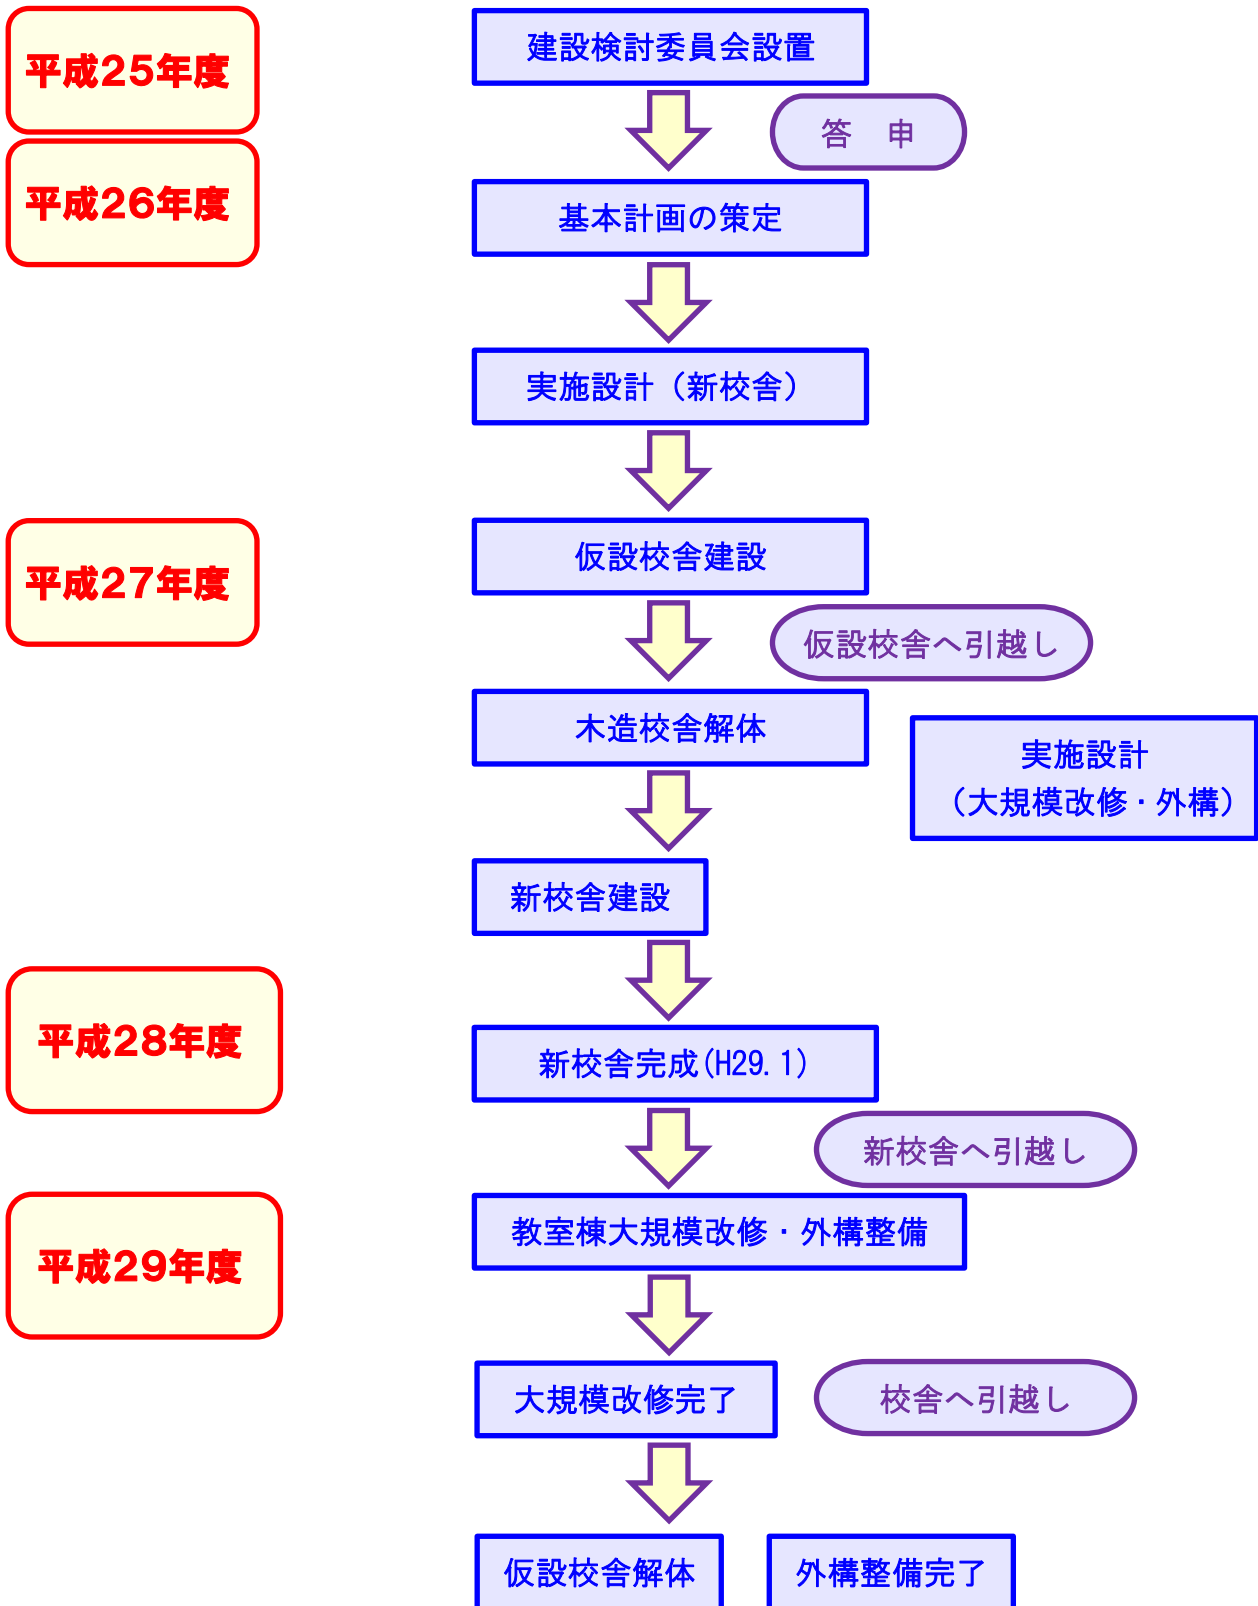 平成25年度
建設検討委員会設置
答　申
平成26年度
基本計画の策定
実施設計（新校舎）
平成27年度
仮設校舎建設
仮設校舎へ引越し
木造校舎解体
実施設計
（大規模改修・外構）
新校舎建設
平成28年度
新校舎完成(H29.1)
新校舎へ引越し
平成29年度
教室棟大規模改修・外構整備
大規模改修完了
校舎へ引越し
仮設校舎解体
外構整備完了